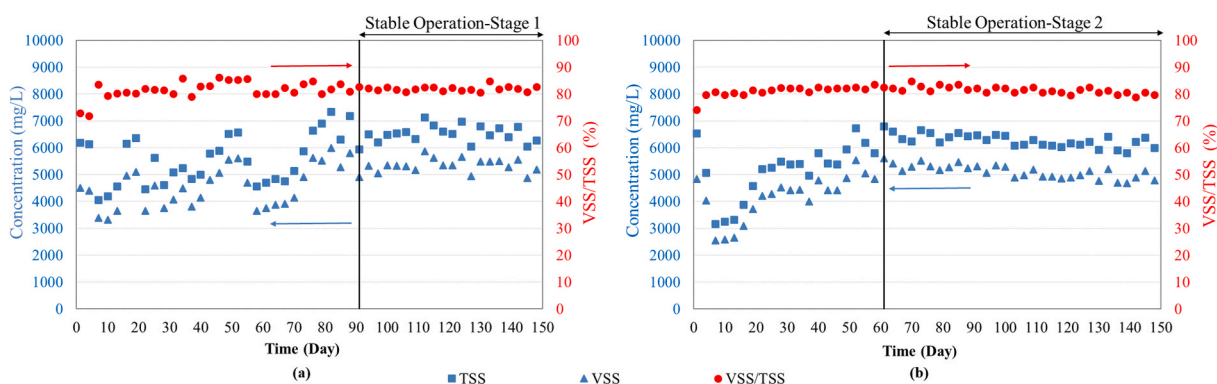 Stable Operation-Stage 1
(a)
10000
9000
8000
7000
6000
5000
4000
3000
2000
1000
0
Concentration (mg/L)
100
90
80
70
60
50
40
30
20
10
0
VSS/TSS (%)
0 10 20 30 40 50 60 70 80 90 100 110 120 130 140 150
Time (Day)
(a)
Stable Operation-Stage 2
(b)
10000
9000
8000
7000
6000
5000
4000
3000
2000
1000
0
Concentration (mg/L)
100
90
80
70
60
50
40
30
20
10
0
VSS/TSS (%)
0 10 20 30 40 50 60 70 80 90 100 110 120 130 140 150
Time (Day)
(b)
TSS VSS VSS/TSS